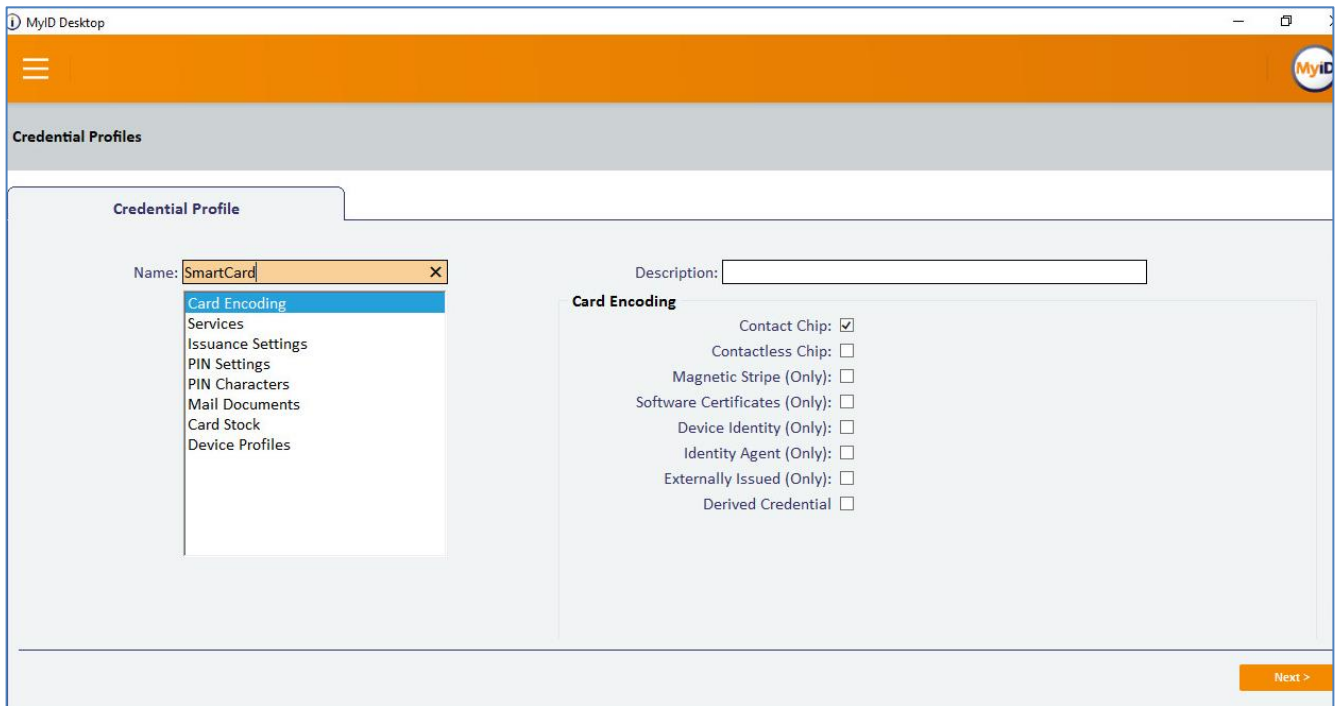 MyID Desktop
MyiD
Credential Profiles
Credential Profile
Name: SmartCard
Description:
Card Encoding
Services
Issuance Settings
PIN Settings
PIN Characters
Mail Documents
Card Stock
Device Profiles
Card Encoding
Contact Chip:
Contactless Chip:
Magnetic Stripe (Only):
Software Certificates (Only):
Device Identity (Only):
Identity Agent (Only):
Externally Issued (Only):
Derived Credential
Next >